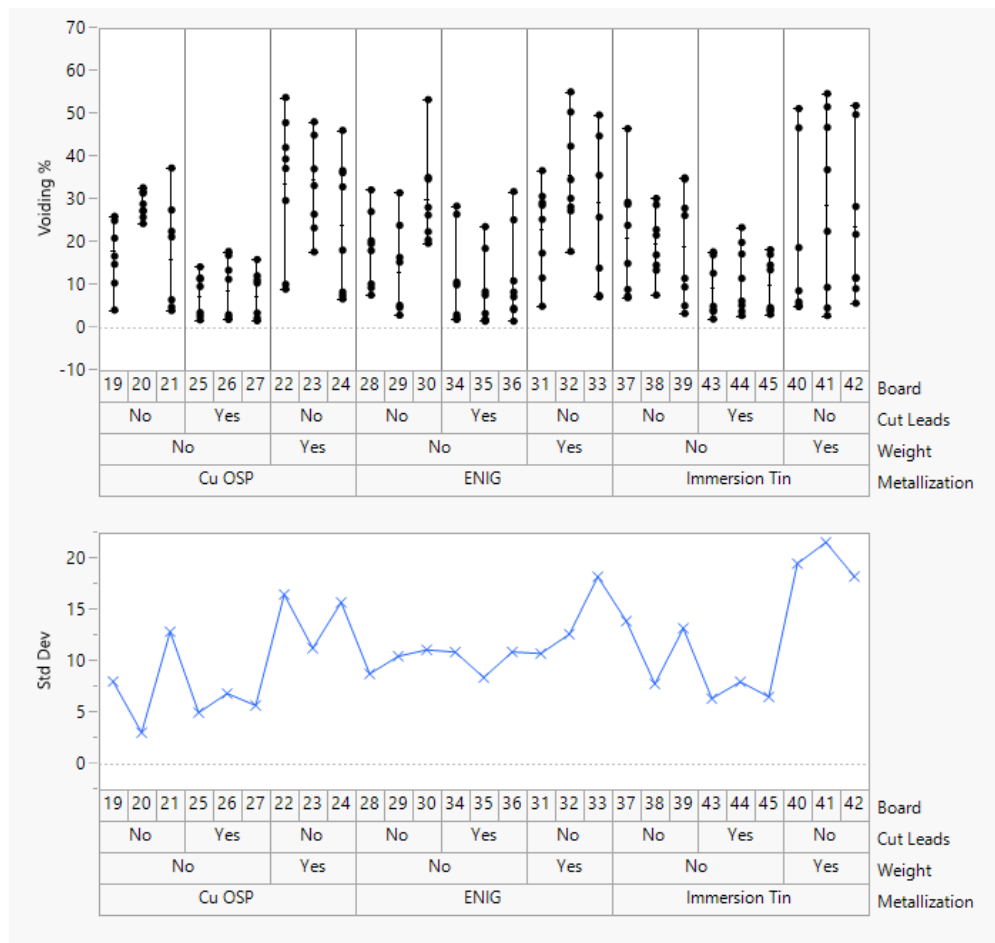 70
60
50
40
30
20
10
0
-10
Voiding %
19 20 21 25 26 27 22 23 24 28 29 30 34 35 36 31 32 33 37 38 39 43 44 45 40 41 42 Board
No Yes No No Yes No No Yes No Cut Leads
No Yes No Yes No Yes Weight
Cu OSP ENIG Immersion Tin Metallization
20
15
10
5
0
Std Dev
19 20 21 25 26 27 22 23 24 28 29 30 34 35 36 31 32 33 37 38 39 43 44 45 40 41 42 Board
No Yes No No Yes No No Yes No Cut Leads
No Yes No Yes No Yes Weight
Cu OSP ENIG Immersion Tin Metallization